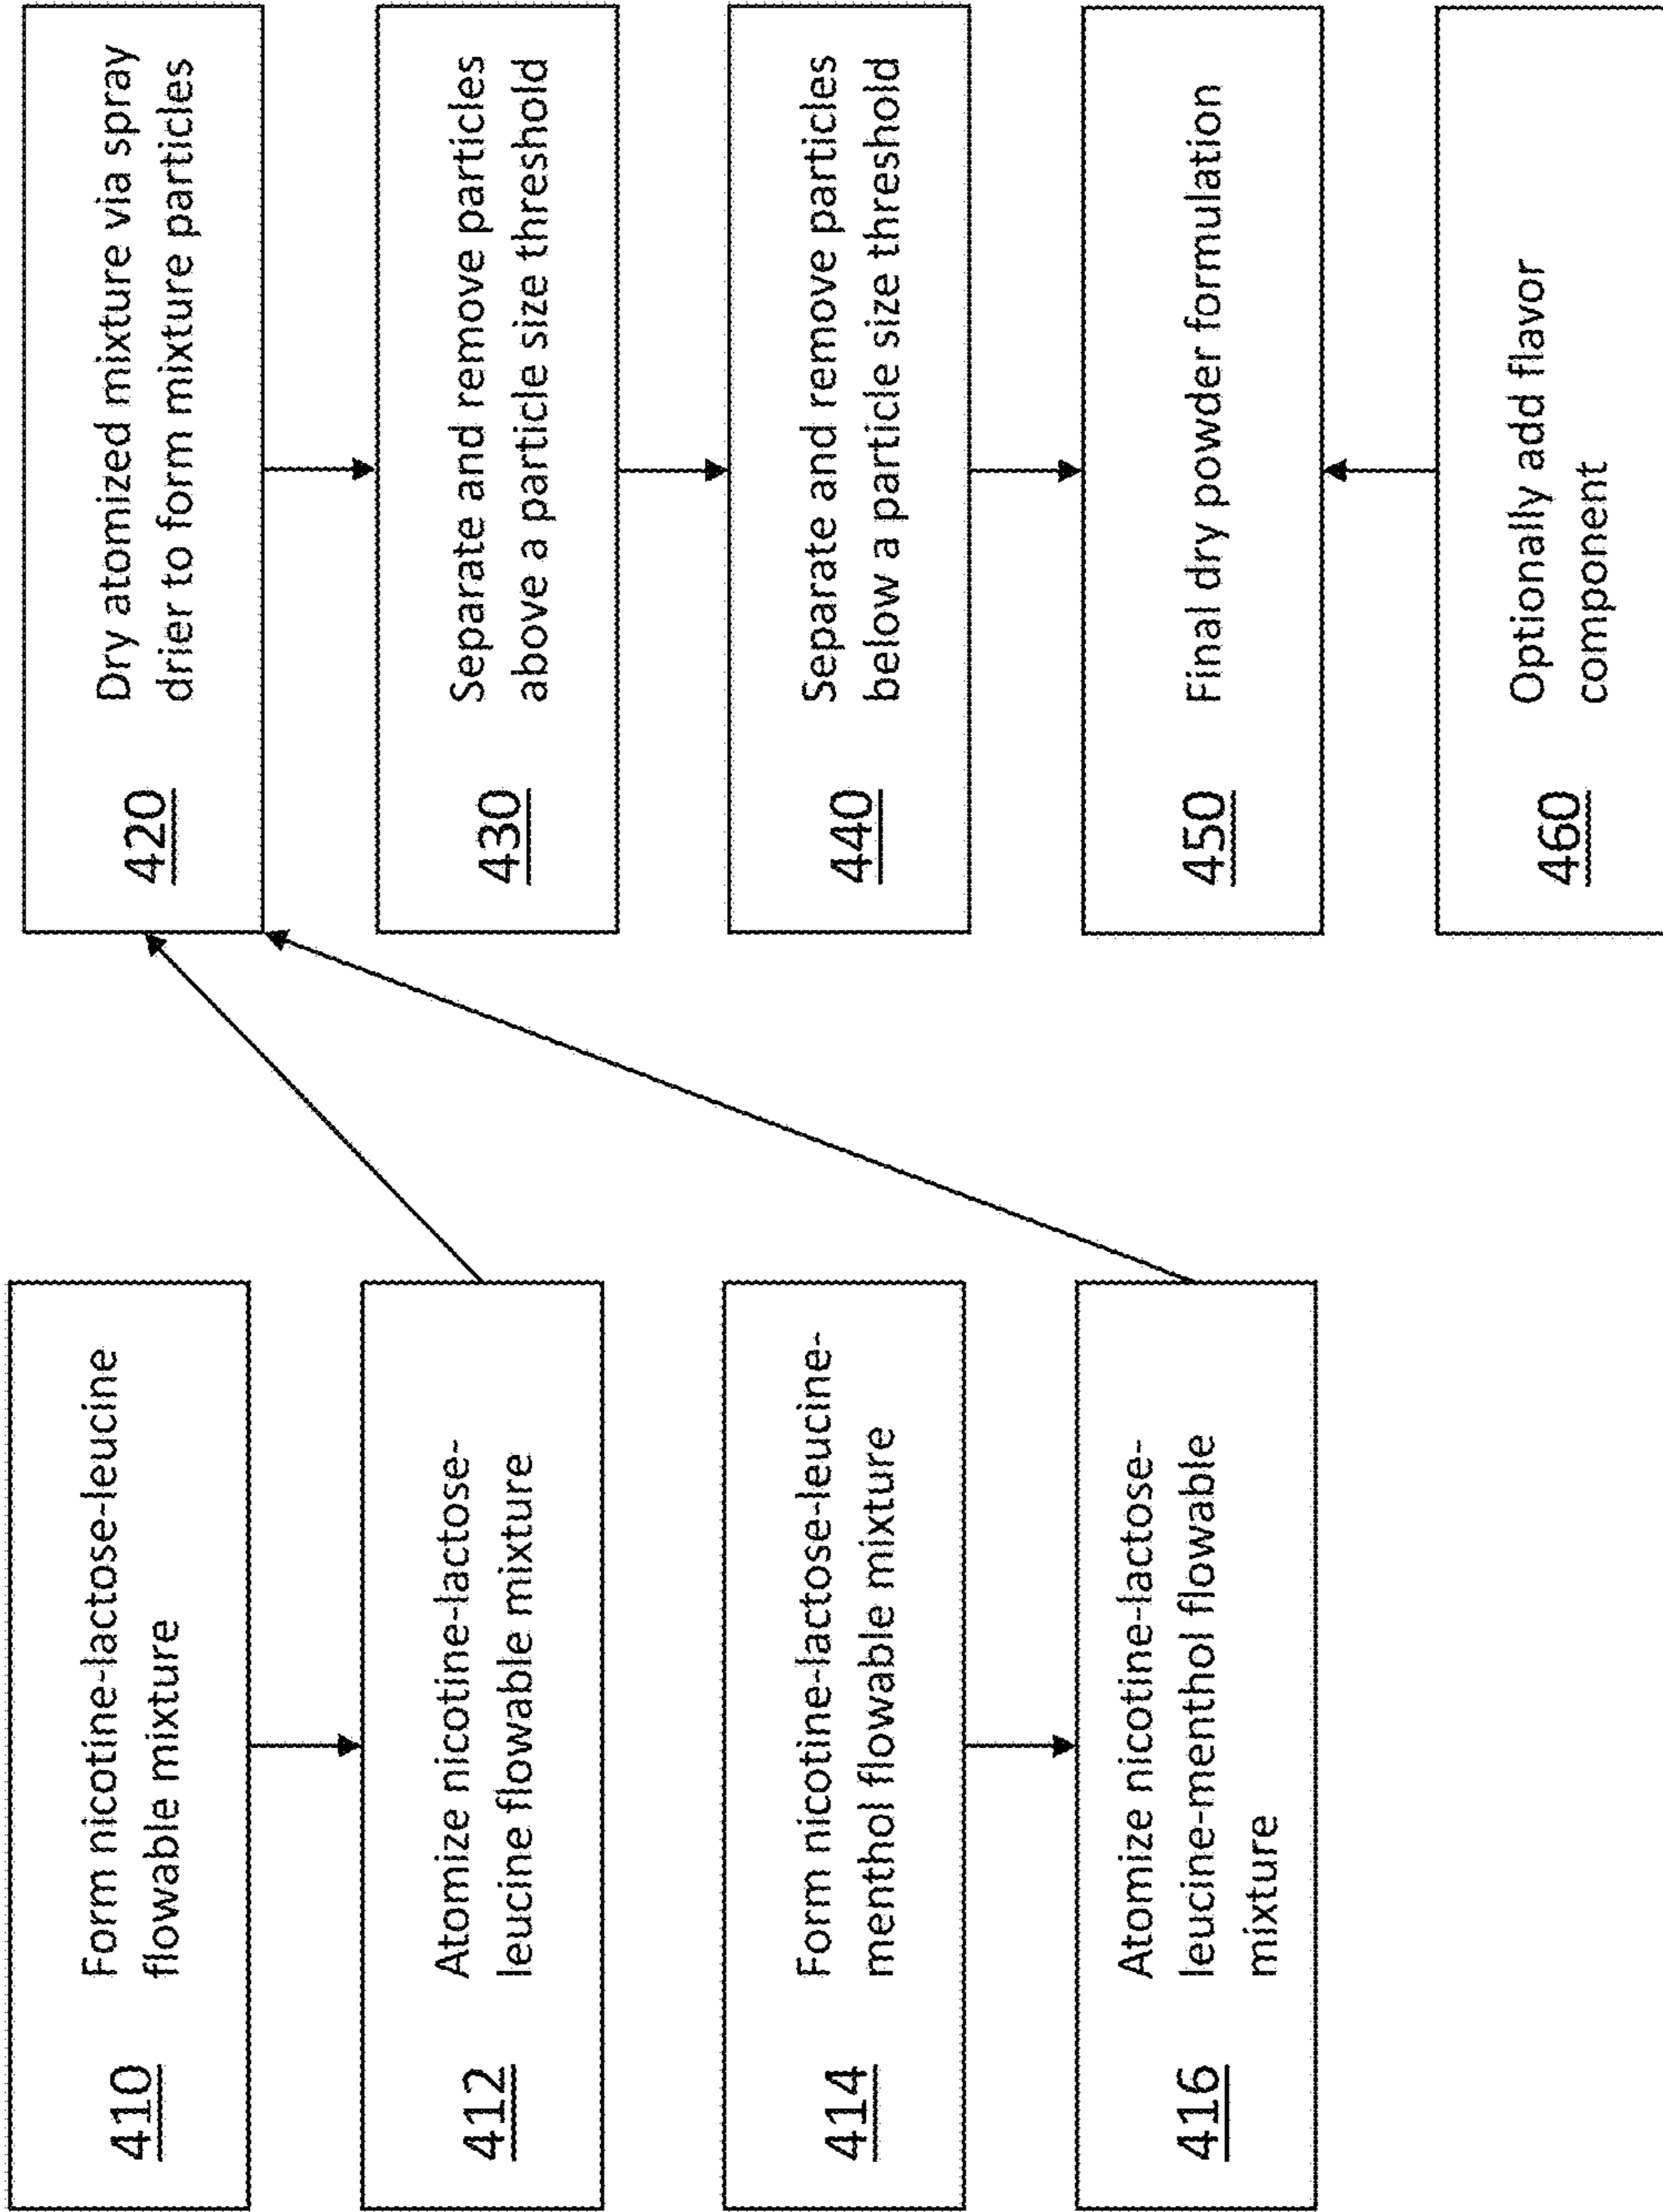 410
Form nicotine-lactose-leucine
flowable mixture
412
Atomize nicotine-lactose-
leucine flowable mixture
414
Form nicotine-lactose-leucine-
menthol flowable mixture
416
Atomize nicotine-lactose-
leucine-menthol flowable
mixture
420
Dry atomized mixture via spray
drier to form mixture particles
430
Separate and remove particles
above a particle size threshold
440
Separate and remove particles
below a particle size threshold
450
Final dry powder formulation
460
Optionally add flavor
component